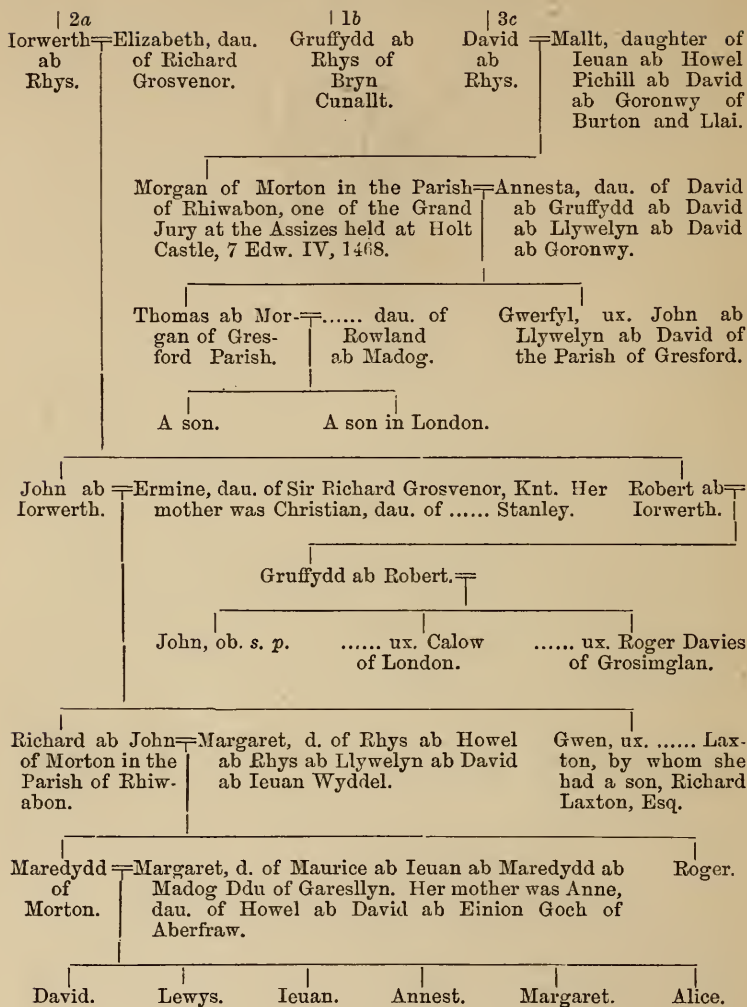 2a
1b
3c
Iorwerth Elizabeth, dau. Gruffydd ab David Mallt, daughter of
ab of Richard Rhys of ab Ieuan ab Howel
Rhys. Grosvenor. Bryn Rhys. Pichill ab David
Cunallt. ab Goronwy of
Burton and Llai.
Morgan of Morton in the Parish Annesta, dau. of David
of Rhiwabon, one of the Grand ab Gruffydd ab David
Jury at the Assizes held at Holt ab Llywelyn ab David
Castle, 7 Edw. IV, 1468. ab Goronwy.
Thomas ab Mor- ...... dau. of Gwerfyl, ux. John ab
gan of Gres- Rowland Llywelyn ab David of
ford Parish. ab Madog. the Parish of Gresford.
A son. A son in London.
John ab Ermine, dau. of Sir Richard Grosvenor, Knt. Her Robert ab
Iorwerth. mother was Christian, dau. of ...... Stanley. Iorwerth.
Gruffydd ab Robert.
John, ob. s. p. ...... ux. Calow ...... ux. Roger Davies
of London. of Grosimglan.
Richard ab John Margaret, d. of Rhys ab Howel Gwen, ux. ...... Lax-
of Morton in the ab Rhys ab Llywelyn ab David ton, by whom she
Parish of Rhiw- ab Ieuan Wyddel. had a son, Richard
abon. Laxton, Esq.
Maredydd Margaret, d. of Maurice ab Ieuan ab Maredydd ab Roger.
of Madog Ddu of Garesllyn. Her mother was Anne,
Morton. dau. of Howel ab David ab Einion Goch of
Aberfraw.
David. Lewys. Ieuan. Annest. Margaret. Alice.